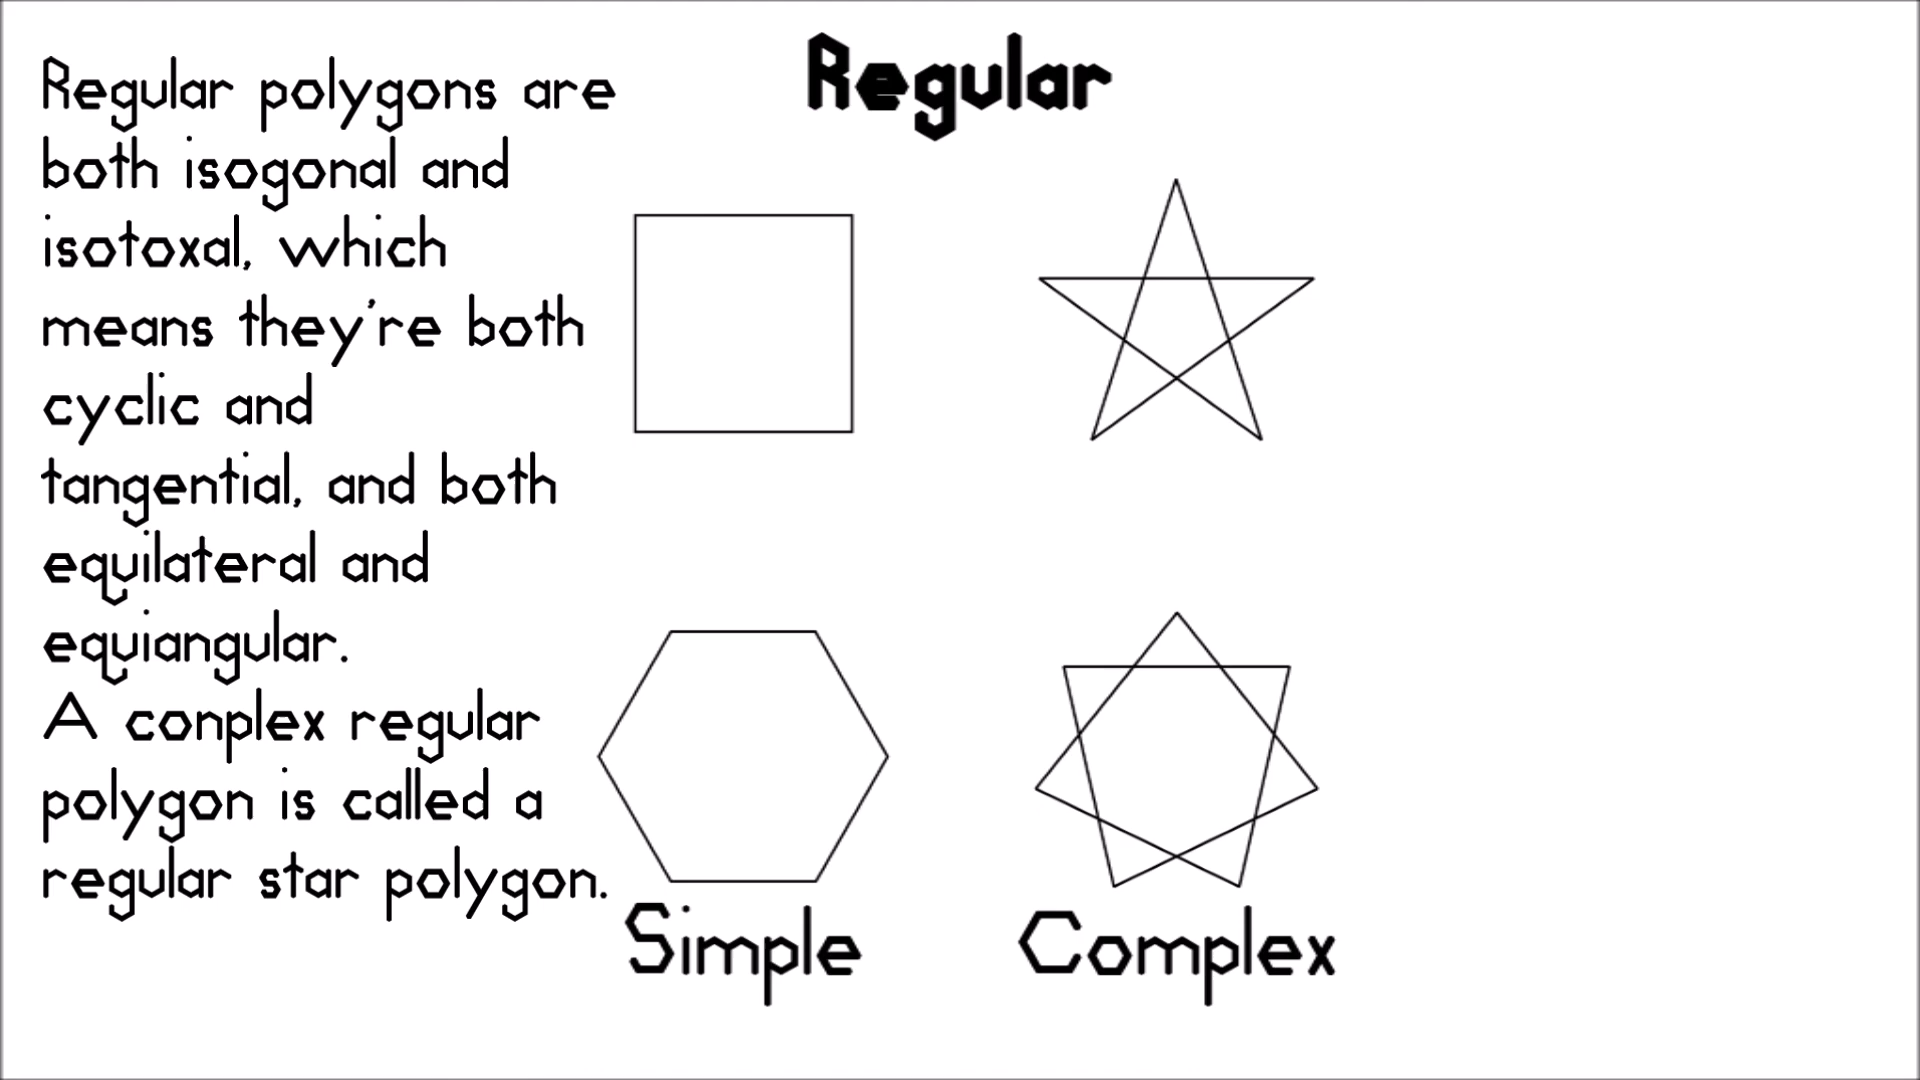 Regular
Regular polygons are
both isogonal and
isotoxal, which
means they're both
cyclic and
tangential, and both
equilateral and
equiangular.
A conplex regular
polygon is called a
regular star polygon.
Simple
Complex